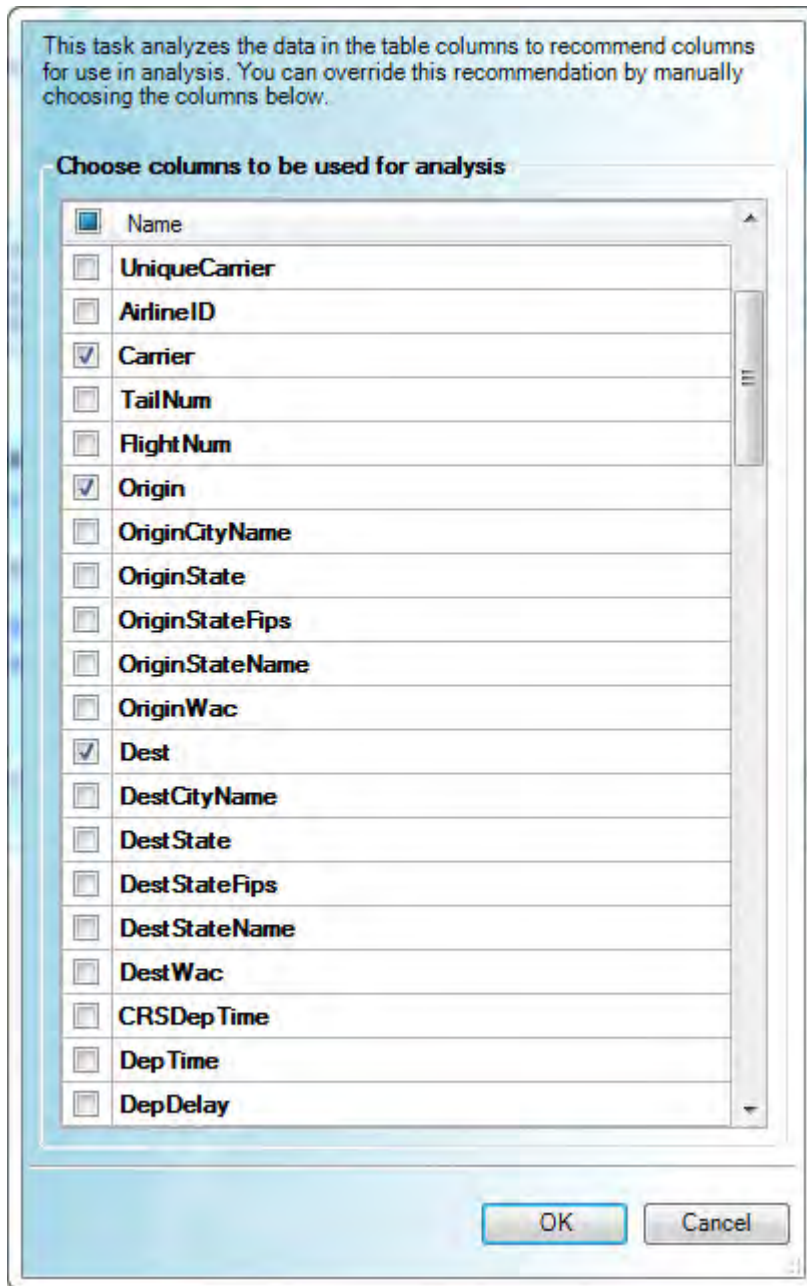 This task analyzes the data in the table columns to recommend columns
for use in analysis. You can override this recommendation by manually
choosing the columns below.
Choose columns to be used for analysis
Name
UniqueCarrier
AirlineID
Carrier
TailNum
FlightNum
Origin
OriginCityName
OriginState
OriginStateFips
OriginStateName
OriginWac
Dest
DestCityName
DestState
DestStateFips
DestStateName
DestWac
CRSDepTime
DepTime
DepDelay
OK Cancel